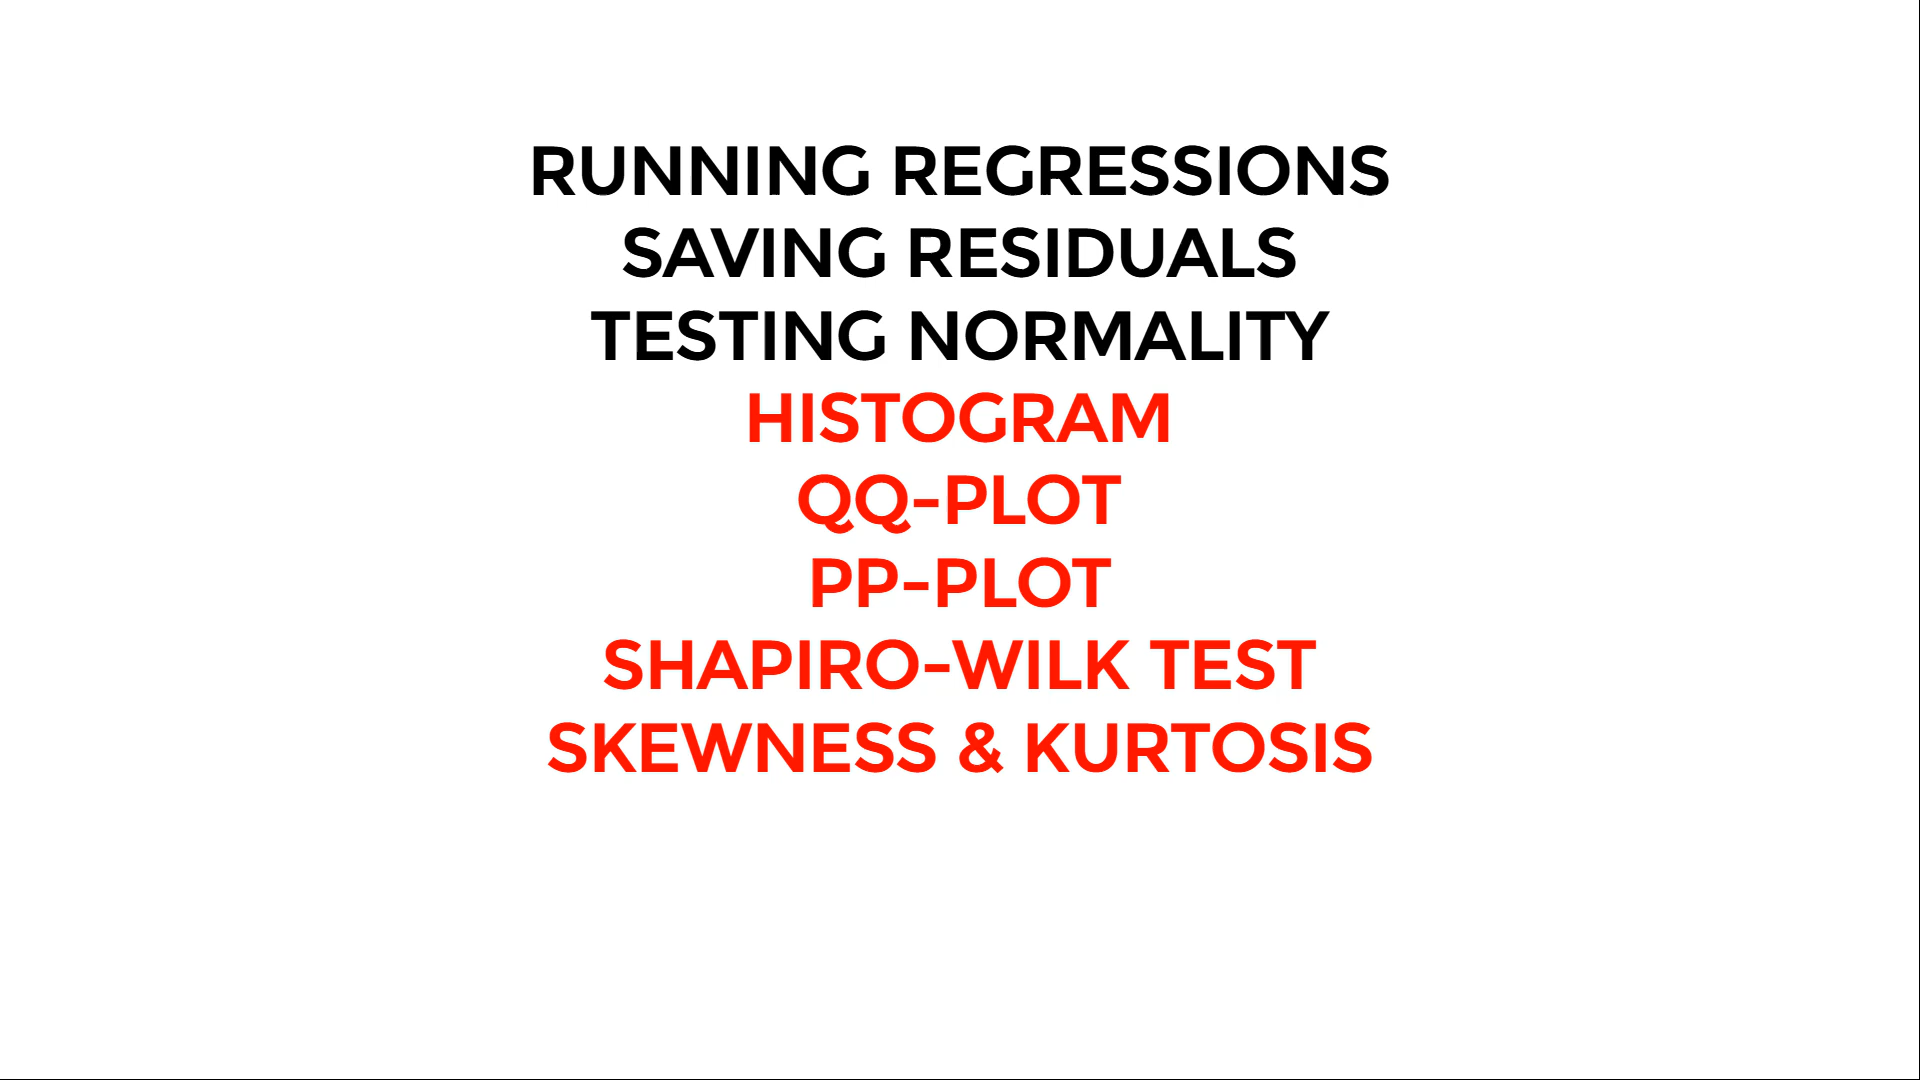 RUNNING REGRESSIONS
SAVING RESIDUALS
TESTING NORMALITY
HISTOGRAM
QQ-PLOT
PP-PLOT
SHAPIRO-WILK TEST
SKEWNESS & KURTOSIS